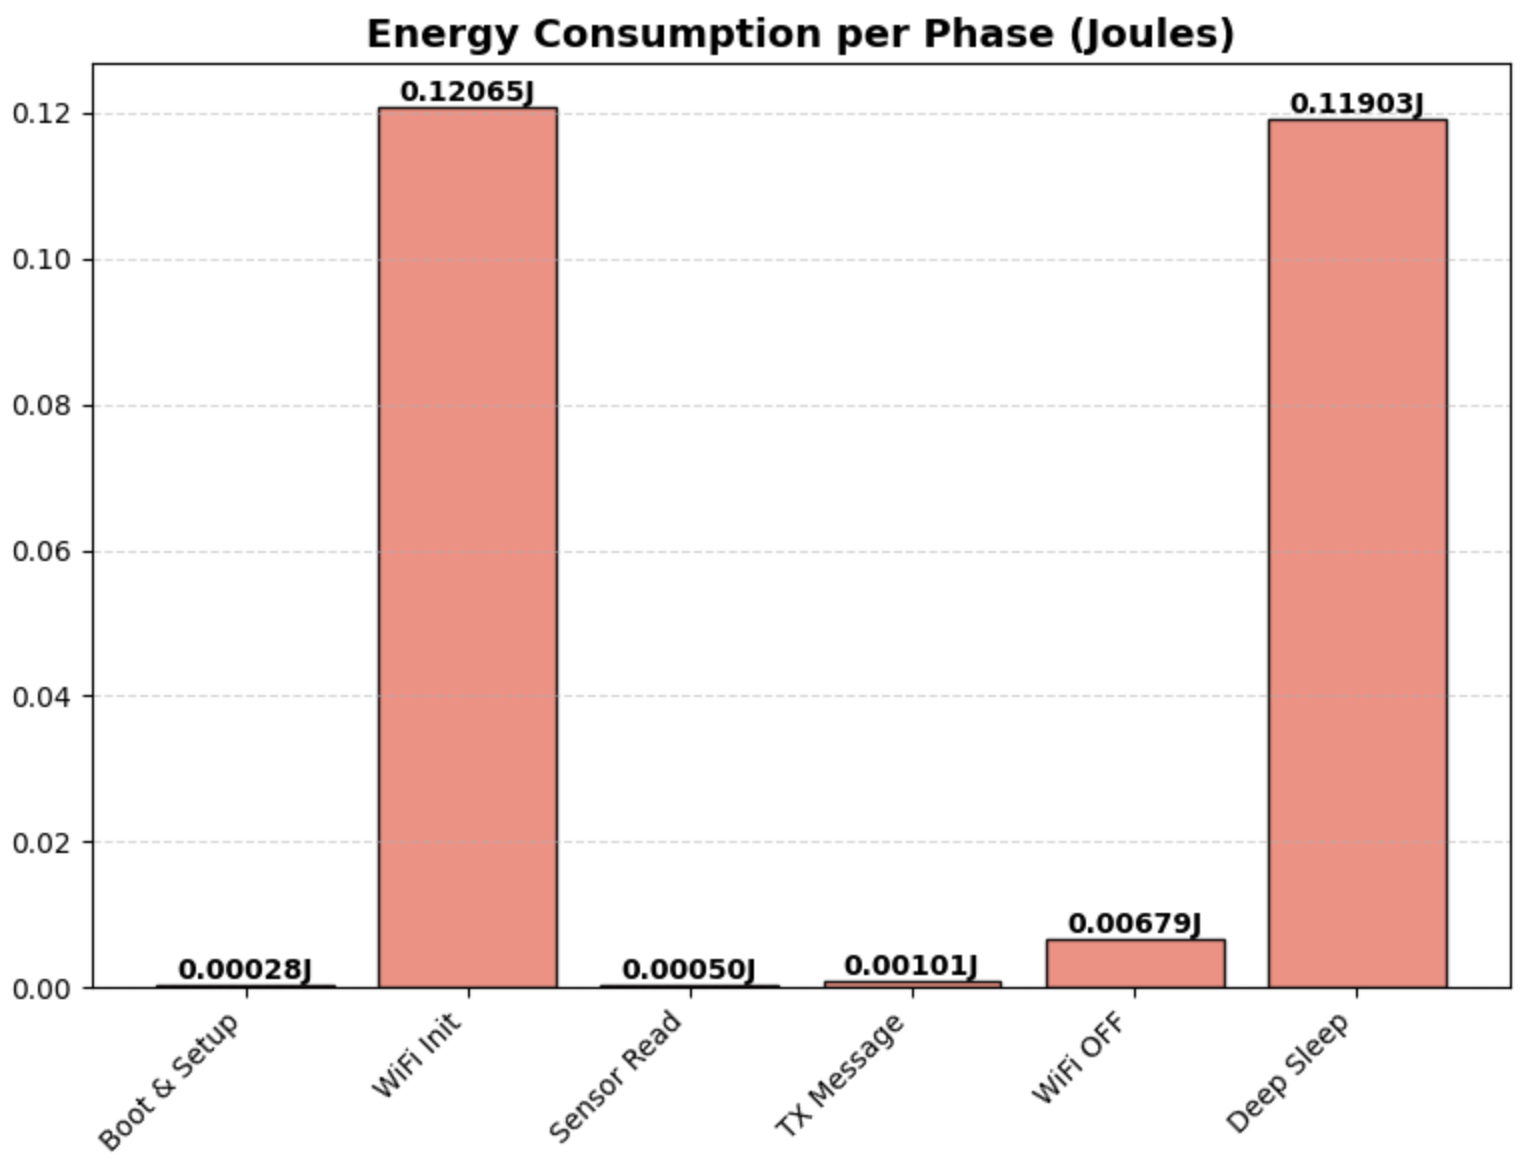 Energy Consumption per Phase (Joules)
0.12065J
0.11903J
0.12
0.10
0.08
0.06
0.04
0.02
0.00679J
0.00028J
0.00050J
0.00101J
0.00
Boot & Setup
WiFi Init
Sensor Read
TX Message
WiFi OFF
Deep Sleep